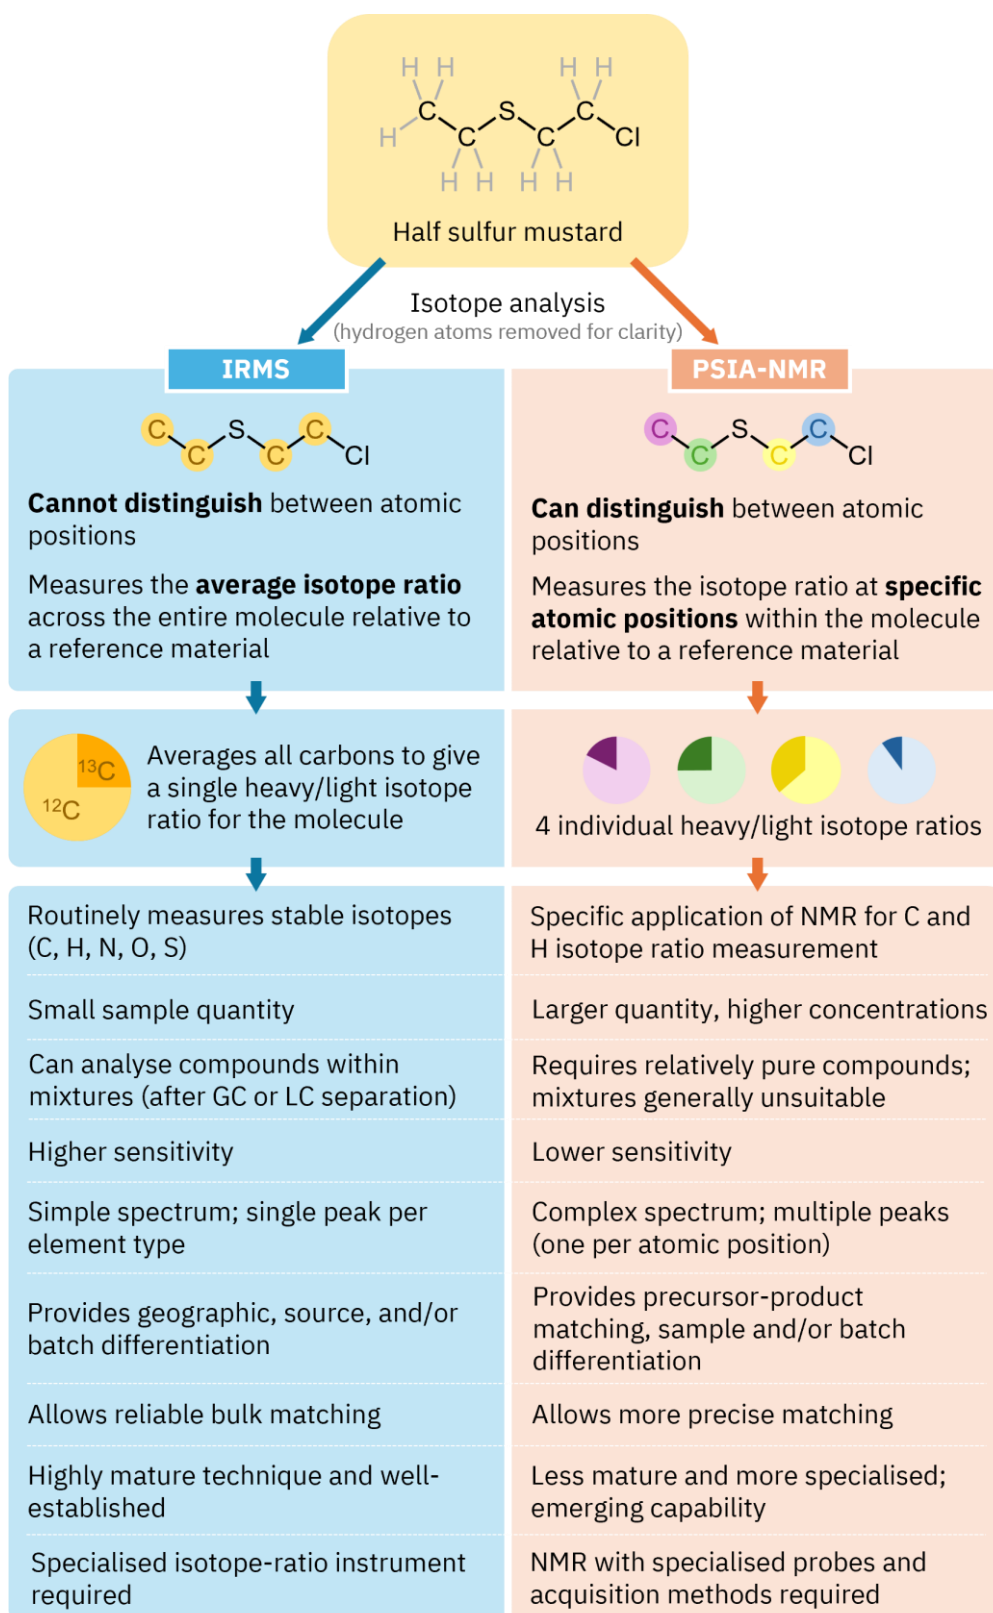 H H H H
C S C
H C C Cl
H H H H
Half sulfur mustard
Isotope analysis
(hydrogen atoms removed for clarity)
IRMS
C S C
C C Cl
Cannot distinguish between atomic
positions
Measures the average isotope ratio
across the entire molecule relative to
a reference material
13C
12C
Averages all carbons to give
a single heavy/light isotope
ratio for the molecule
Routinely measures stable isotopes
(C, H, N, O, S)
Small sample quantity
Can analyse compounds within
mixtures (after GC or LC separation)
Higher sensitivity
Simple spectrum; single peak per
element type
Provides geographic, source, and/or
batch differentiation
Allows reliable bulk matching
Highly mature technique and well-
established
Specialised isotope-ratio instrument
required
PSIA-NMR
C S C
C C Cl
Can distinguish between atomic
positions
Measures the isotope ratio at specific
atomic positions within the molecule
relative to a reference material
4 individual heavy/light isotope ratios
Specific application of NMR for C and
H isotope ratio measurement
Larger quantity, higher concentrations
Requires relatively pure compounds;
mixtures generally unsuitable
Lower sensitivity
Complex spectrum; multiple peaks
(one per atomic position)
Provides precursor-product
matching, sample and/or batch
differentiation
Allows more precise matching
Less mature and more specialised;
emerging capability
NMR with specialised probes and
acquisition methods required